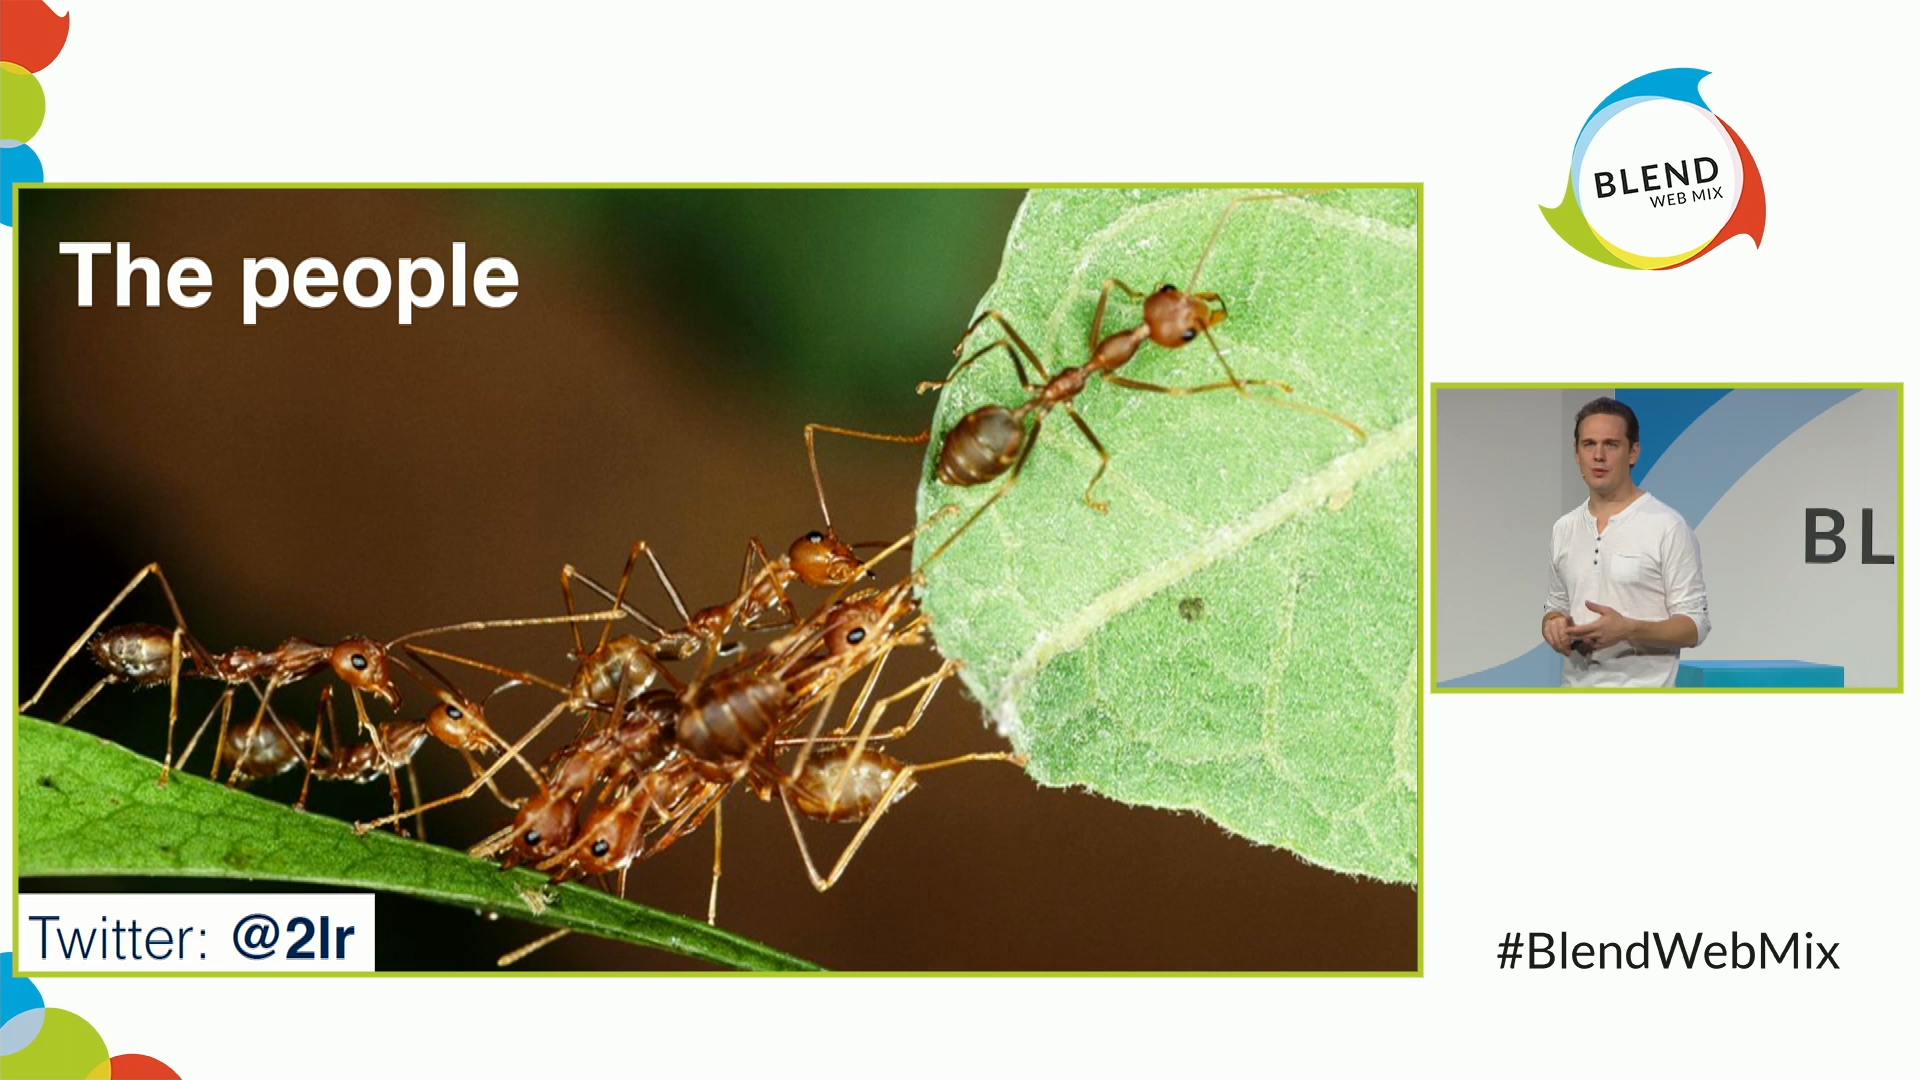 The people
Twitter: @2lr
BLEND
WEB MIX
BL
#BlendWebMix